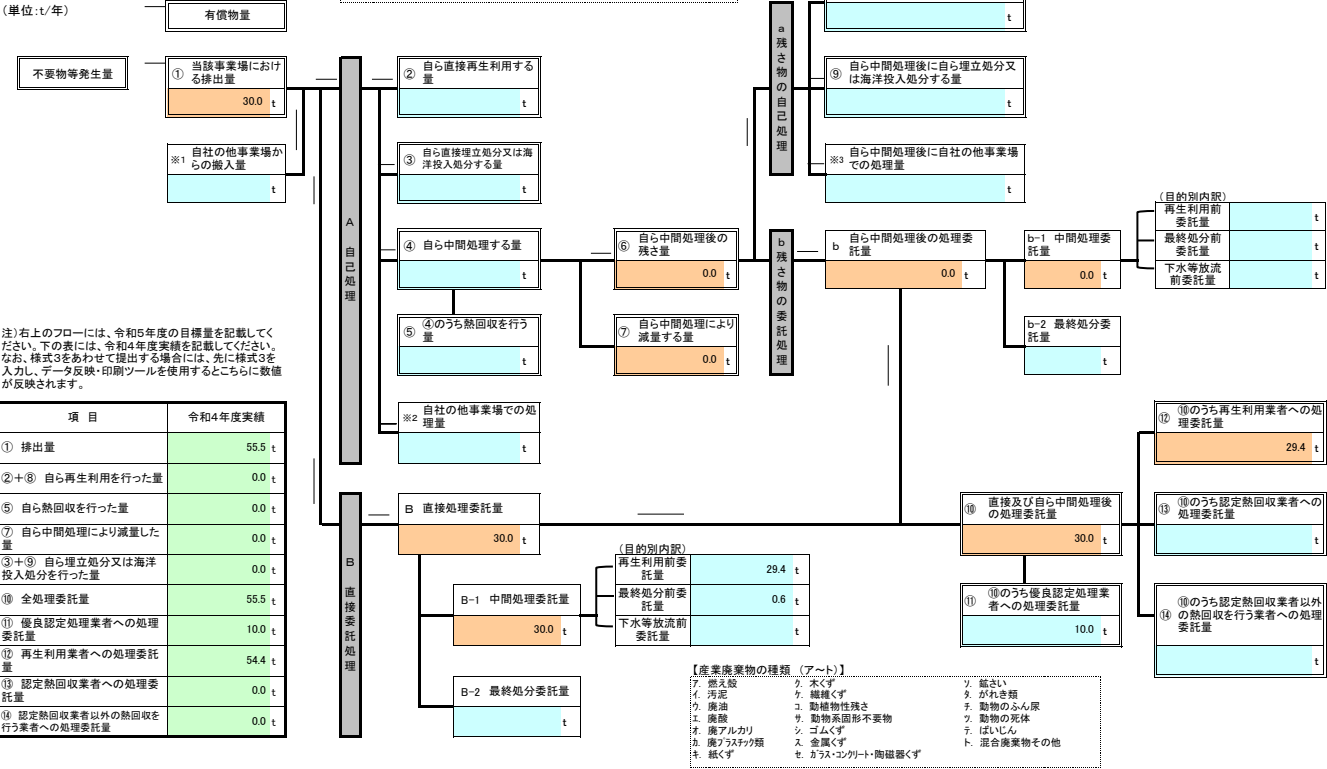 (単位:t/年)
有償物量
不要物等発生量
① 当該事業場におけ
る排出量
30.0 t
※1 自社の他事業場か
らの搬入量
t
A 自己処理
② 自ら直接再生利用する
量
t
③ 自ら直接埋立処分又は海
洋投入処分する量
t
④ 自ら中間処理する量
t
⑤ ④のうち熱回収を行う
量
t
※2 自社の他事業場での処
理量
t
⑥ 自ら中間処理後の
残さ量
0.0 t
⑦ 自ら中間処理により
減量する量
0.0 t
a 残さ物の自己処理
t
⑨ 自ら中間処理後に自ら埋立処分又
は海洋投入処分する量
t
※3 自ら中間処理後に自社の他事業場
での処理量
t
b 残さ物の委託処理
b 自ら中間処理後の処理委
託量
0.0 t
b-1 中間処理委
託量
0.0 t
(目的別内訳)
再生利用前
委託量
t
最終処分前
委託量
t
下水等放流
前委託量
t
b-2 最終処分委
託量
t
注)右上のフローには、令和5年度の目標量を記載してく
ださい。下の表には、令和4年度実績を記載してください。
なお、様式3をあわせて提出する場合には、先に様式3を
入力し、データ反映・印刷ツールを使用するとこちらに数値
が反映されます。
項 目 令和4年度実績
① 排出量 55.5 t
②+⑧ 自ら再生利用を行った量 0.0 t
⑤ 自ら熱回収を行った量 0.0 t
⑦ 自ら中間処理により減量した
量 0.0 t
③+⑨ 自ら埋立処分又は海洋
投入処分を行った量 0.0 t
⑩ 全処理委託量 55.5 t
⑪ 優良認定処理業者への処理
委託量 10.0 t
⑫ 再生利用業者への処理委託
量 54.4 t
⑬ 認定熱回収業者への処理委
託量 0.0 t
⑭ 認定熱回収業者以外の熱回収を
行う業者への処理委託量 0.0 t
B 直接委託処理
B 直接処理委託量
30.0 t
B-1 中間処理委託量
30.0 t
(目的別内訳)
再生利用前委
託量 29.4 t
最終処分前委
託量 0.6 t
下水等放流前
委託量 t
B-2 最終処分委託量
t
⑩ 直接及び自ら中間処理後
の処理委託量
30.0 t
⑪ ⑩のうち優良認定処理業
者への処理委託量
10.0 t
⑫ ⑩のうち再生利用業者への処
理委託量
29.4 t
⑬ ⑩のうち認定熱回収業者への
処理委託量
t
⑭ ⑩のうち認定熱回収業者以外
の熱回収を行う業者への処理
委託量
t
【産業廃棄物の種類 (ア~ト)】
ア. 燃え殻 ク. 木くず ソ. 鉱さい
イ. 汚泥 ケ. 繊維くず タ. がれき類
ウ. 廃油 コ. 動植物性残さ チ. 動物のふん尿
エ. 廃酸 サ. 動物系固形不要物 ツ. 動物の死体
オ. 廃アルカリ シ. ゴムくず テ. ばいじん
カ. 廃プラスチック類 ス. 金属くず ト. 混合廃棄物その他
キ. 紙くず セ. ガラス・コンクリート・陶磁器くず